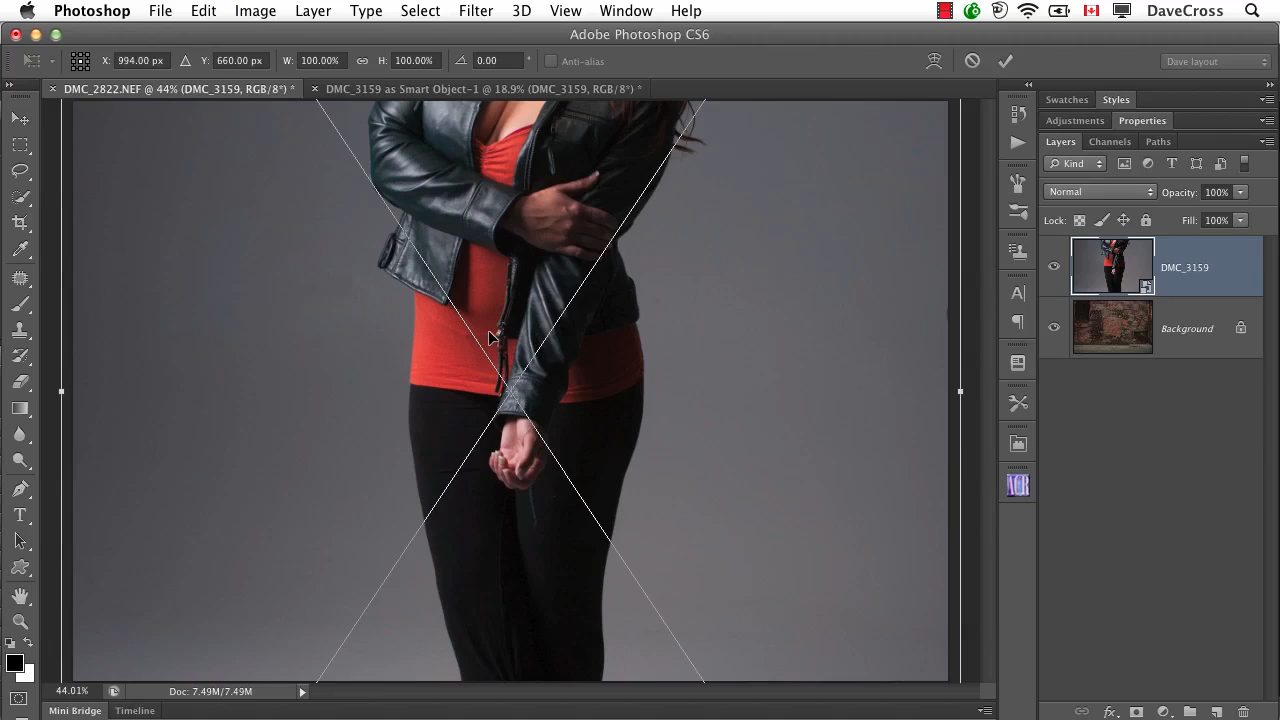 Photoshop File Edit Image Layer Type Select Filter 3D View Window Help DaveCross
Adobe Photoshop CS6
X: 994.00 px Y: 660.00 px W: 100.00% H: 100.00% 0.00 ° Anti-alias Dave layout
× DMC_2822.NEF @ 44% (DMC_3159, RGB/8*) * × DMC_3159 as Smart Object-1 @ 18.9% (DMC_3159, RGB/8*) *
Swatches Styles
Adjustments Properties
Layers Channels Paths
Kind
Normal Opacity: 100%
Lock: Fill: 100%
DMC_3159
Background
ACR
44.01% Doc: 7.49M/7.49M
Mini Bridge Timeline